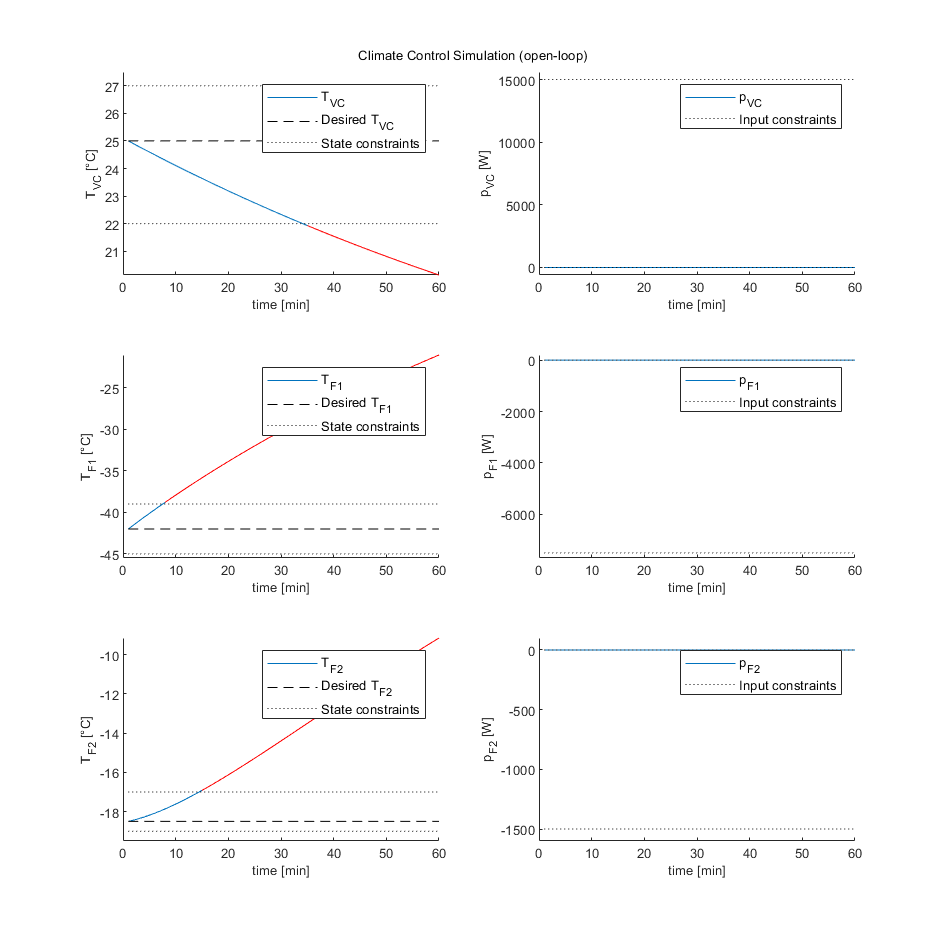 Climate Control Simulation (open-loop)
27
26
25
24
23
22
21
T_VC [°C]
0 10 20 30 40 50 60
time [min]
T_VC
Desired T_VC
State constraints
15000
10000
5000
0
p_VC [W]
0 10 20 30 40 50 60
time [min]
p_VC
Input constraints
-25
-30
-35
-40
-45
T_F1 [°C]
0 10 20 30 40 50 60
time [min]
T_F1
Desired T_F1
State constraints
0
-2000
-4000
-6000
p_F1 [W]
0 10 20 30 40 50 60
time [min]
p_F1
Input constraints
-10
-12
-14
-16
-18
T_F2 [°C]
0 10 20 30 40 50 60
time [min]
T_F2
Desired T_F2
State constraints
0
-500
-1000
-1500
p_F2 [W]
0 10 20 30 40 50 60
time [min]
p_F2
Input constraints